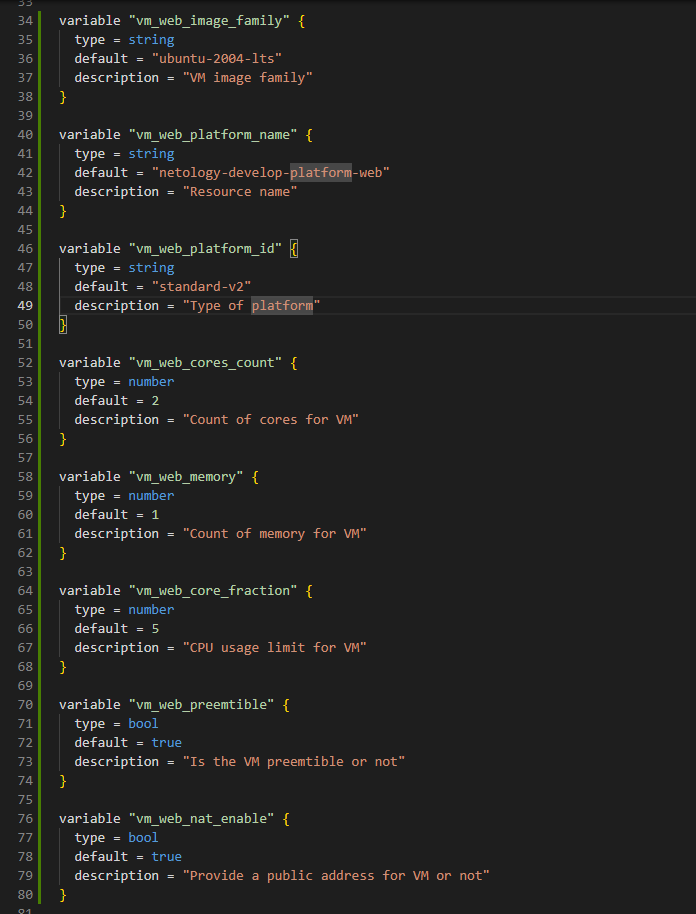 33
34 variable "vm_web_image_family" {
35 type = string
36 default = "ubuntu-2004-lts"
37 description = "VM image family"
38 }
39
40 variable "vm_web_platform_name" {
41 type = string
42 default = "netology-develop-platform-web"
43 description = "Resource name"
44 }
45
46 variable "vm_web_platform_id" {
47 type = string
48 default = "standard-v2"
49 description = "Type of platform"
50 }
51
52 variable "vm_web_cores_count" {
53 type = number
54 default = 2
55 description = "Count of cores for VM"
56 }
57
58 variable "vm_web_memory" {
59 type = number
60 default = 1
61 description = "Count of memory for VM"
62 }
63
64 variable "vm_web_core_fraction" {
65 type = number
66 default = 5
67 description = "CPU usage limit for VM"
68 }
69
70 variable "vm_web_preemtible" {
71 type = bool
72 default = true
73 description = "Is the VM preemtible or not"
74 }
75
76 variable "vm_web_nat_enable" {
77 type = bool
78 default = true
79 description = "Provide a public address for VM or not"
80 }
81